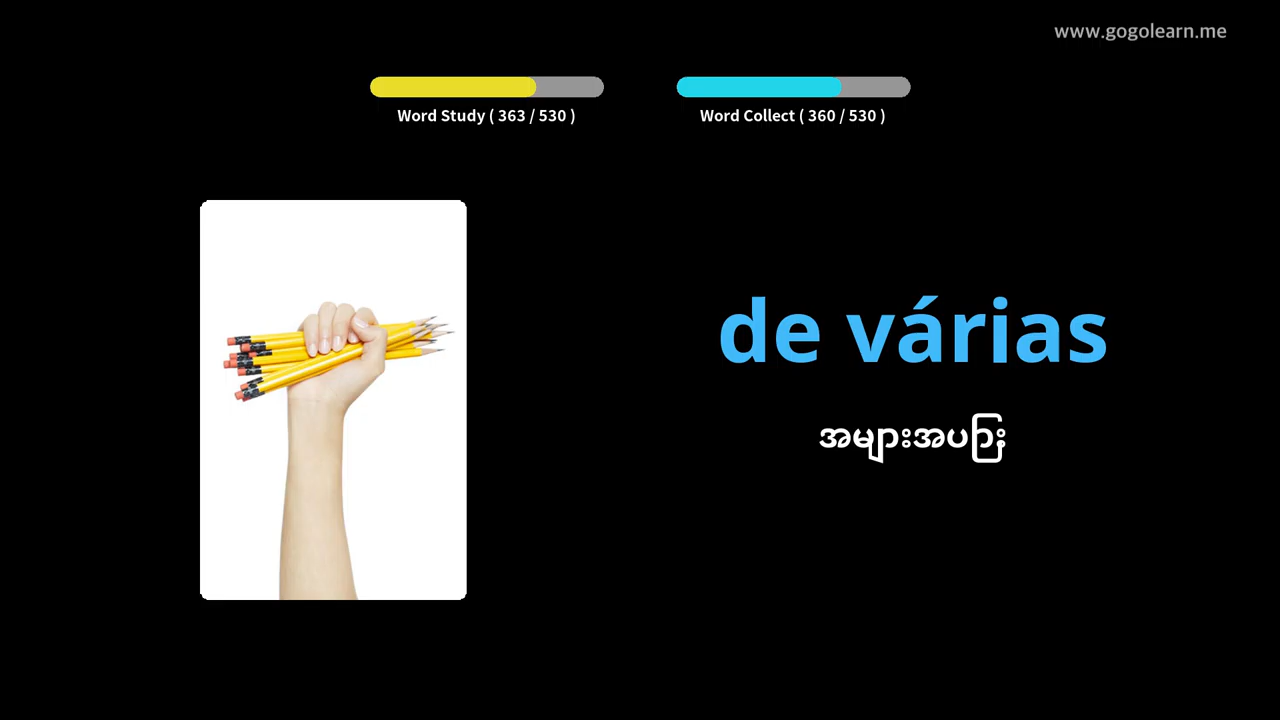 www.gogolearn.me
Word Study ( 363 / 530 )
Word Collect ( 360 / 530 )
de várias
အများအပြား